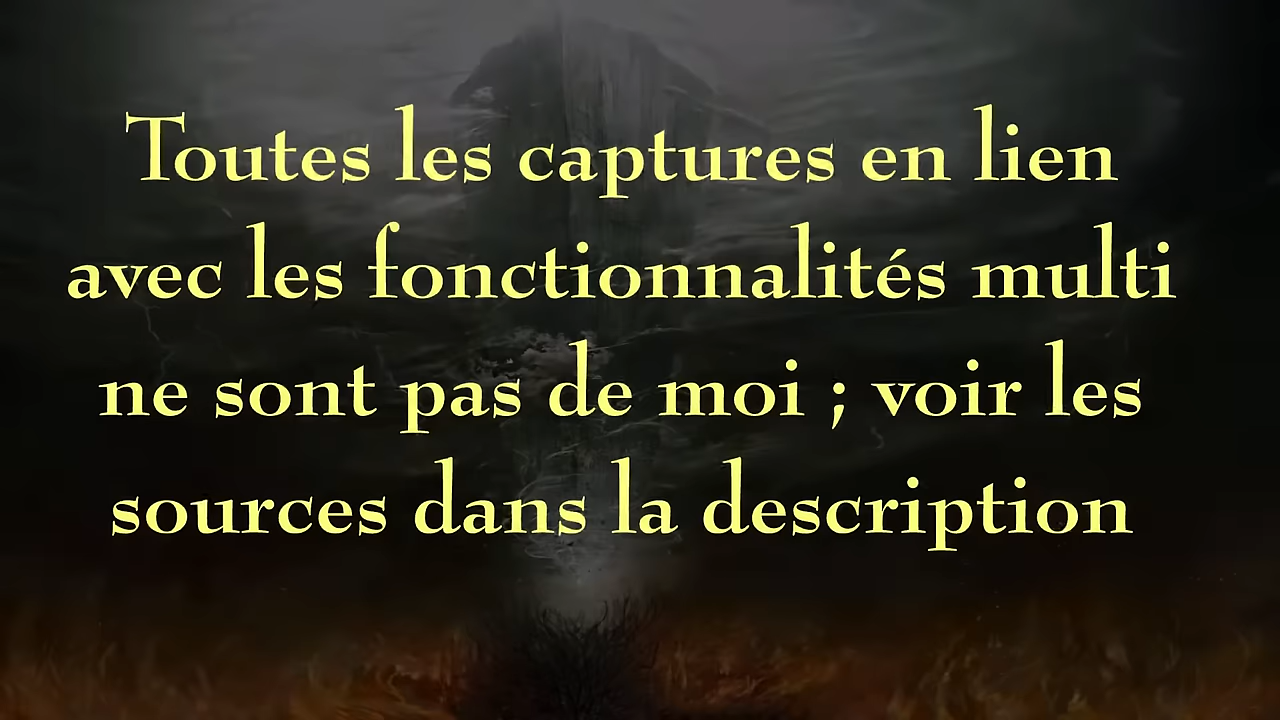 Toutes les captures en lien
avec les fonctionnalités multi
ne sont pas de moi ; voir les
sources dans la description